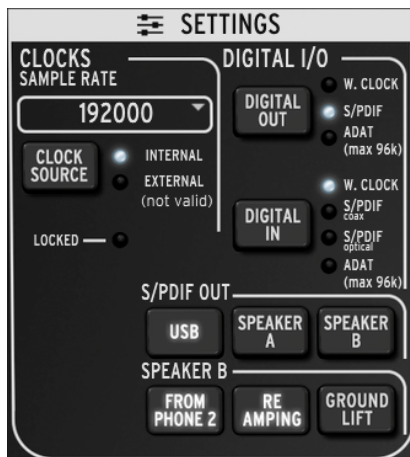 SETTINGS
CLOCKS
SAMPLE RATE
192000
CLOCK
SOURCE
INTERNAL
EXTERNAL
(not valid)
LOCKED
DIGITAL I/O
DIGITAL
OUT
W. CLOCK
S/PDIF
ADAT
(max 96k)
DIGITAL
IN
W. CLOCK
S/PDIF
coax
S/PDIF
optical
ADAT
(max 96k)
S/PDIF OUT
USB
SPEAKER
A
SPEAKER
B
SPEAKER B
FROM
PHONE 2
RE
AMPING
GROUND
LIFT